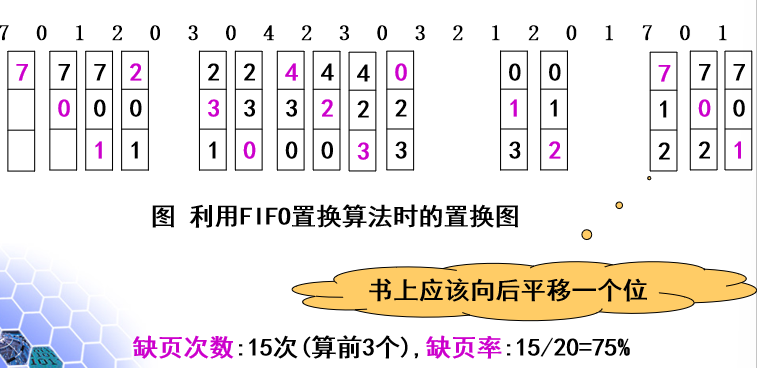 7 0 1 2 0 3 0 4 2 3 0 3 2 1 2 0 1 7 0 1
7 7 7 2 2 2 4 4 4 0 0 0 7 7 7
0 0 0 3 3 3 2 2 2 1 1 1 0 0
1 1 1 0 0 0 3 3 3 2 2 2 1
图 利用FIFO置换算法时的置换图
书上应该向后平移一个位
缺页次数:15次(算前3个),缺页率:15/20=75%
101